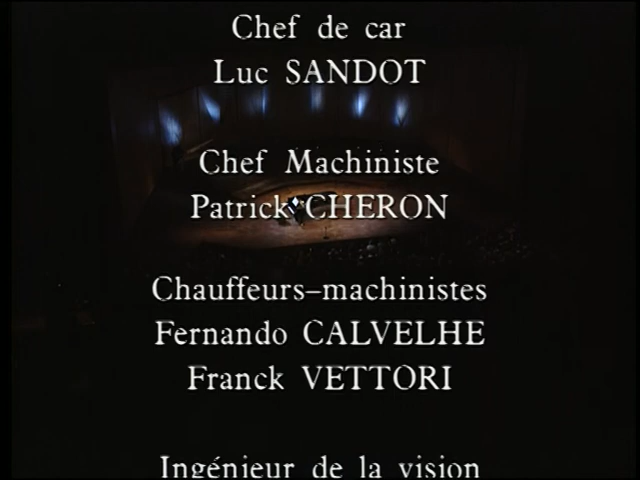 Chef de car
Luc SANDOT
Chef Machiniste
Patrick CHERON
Chauffeurs–machinistes
Fernando CALVELHE
Franck VETTORI
Ingénieur de la vision